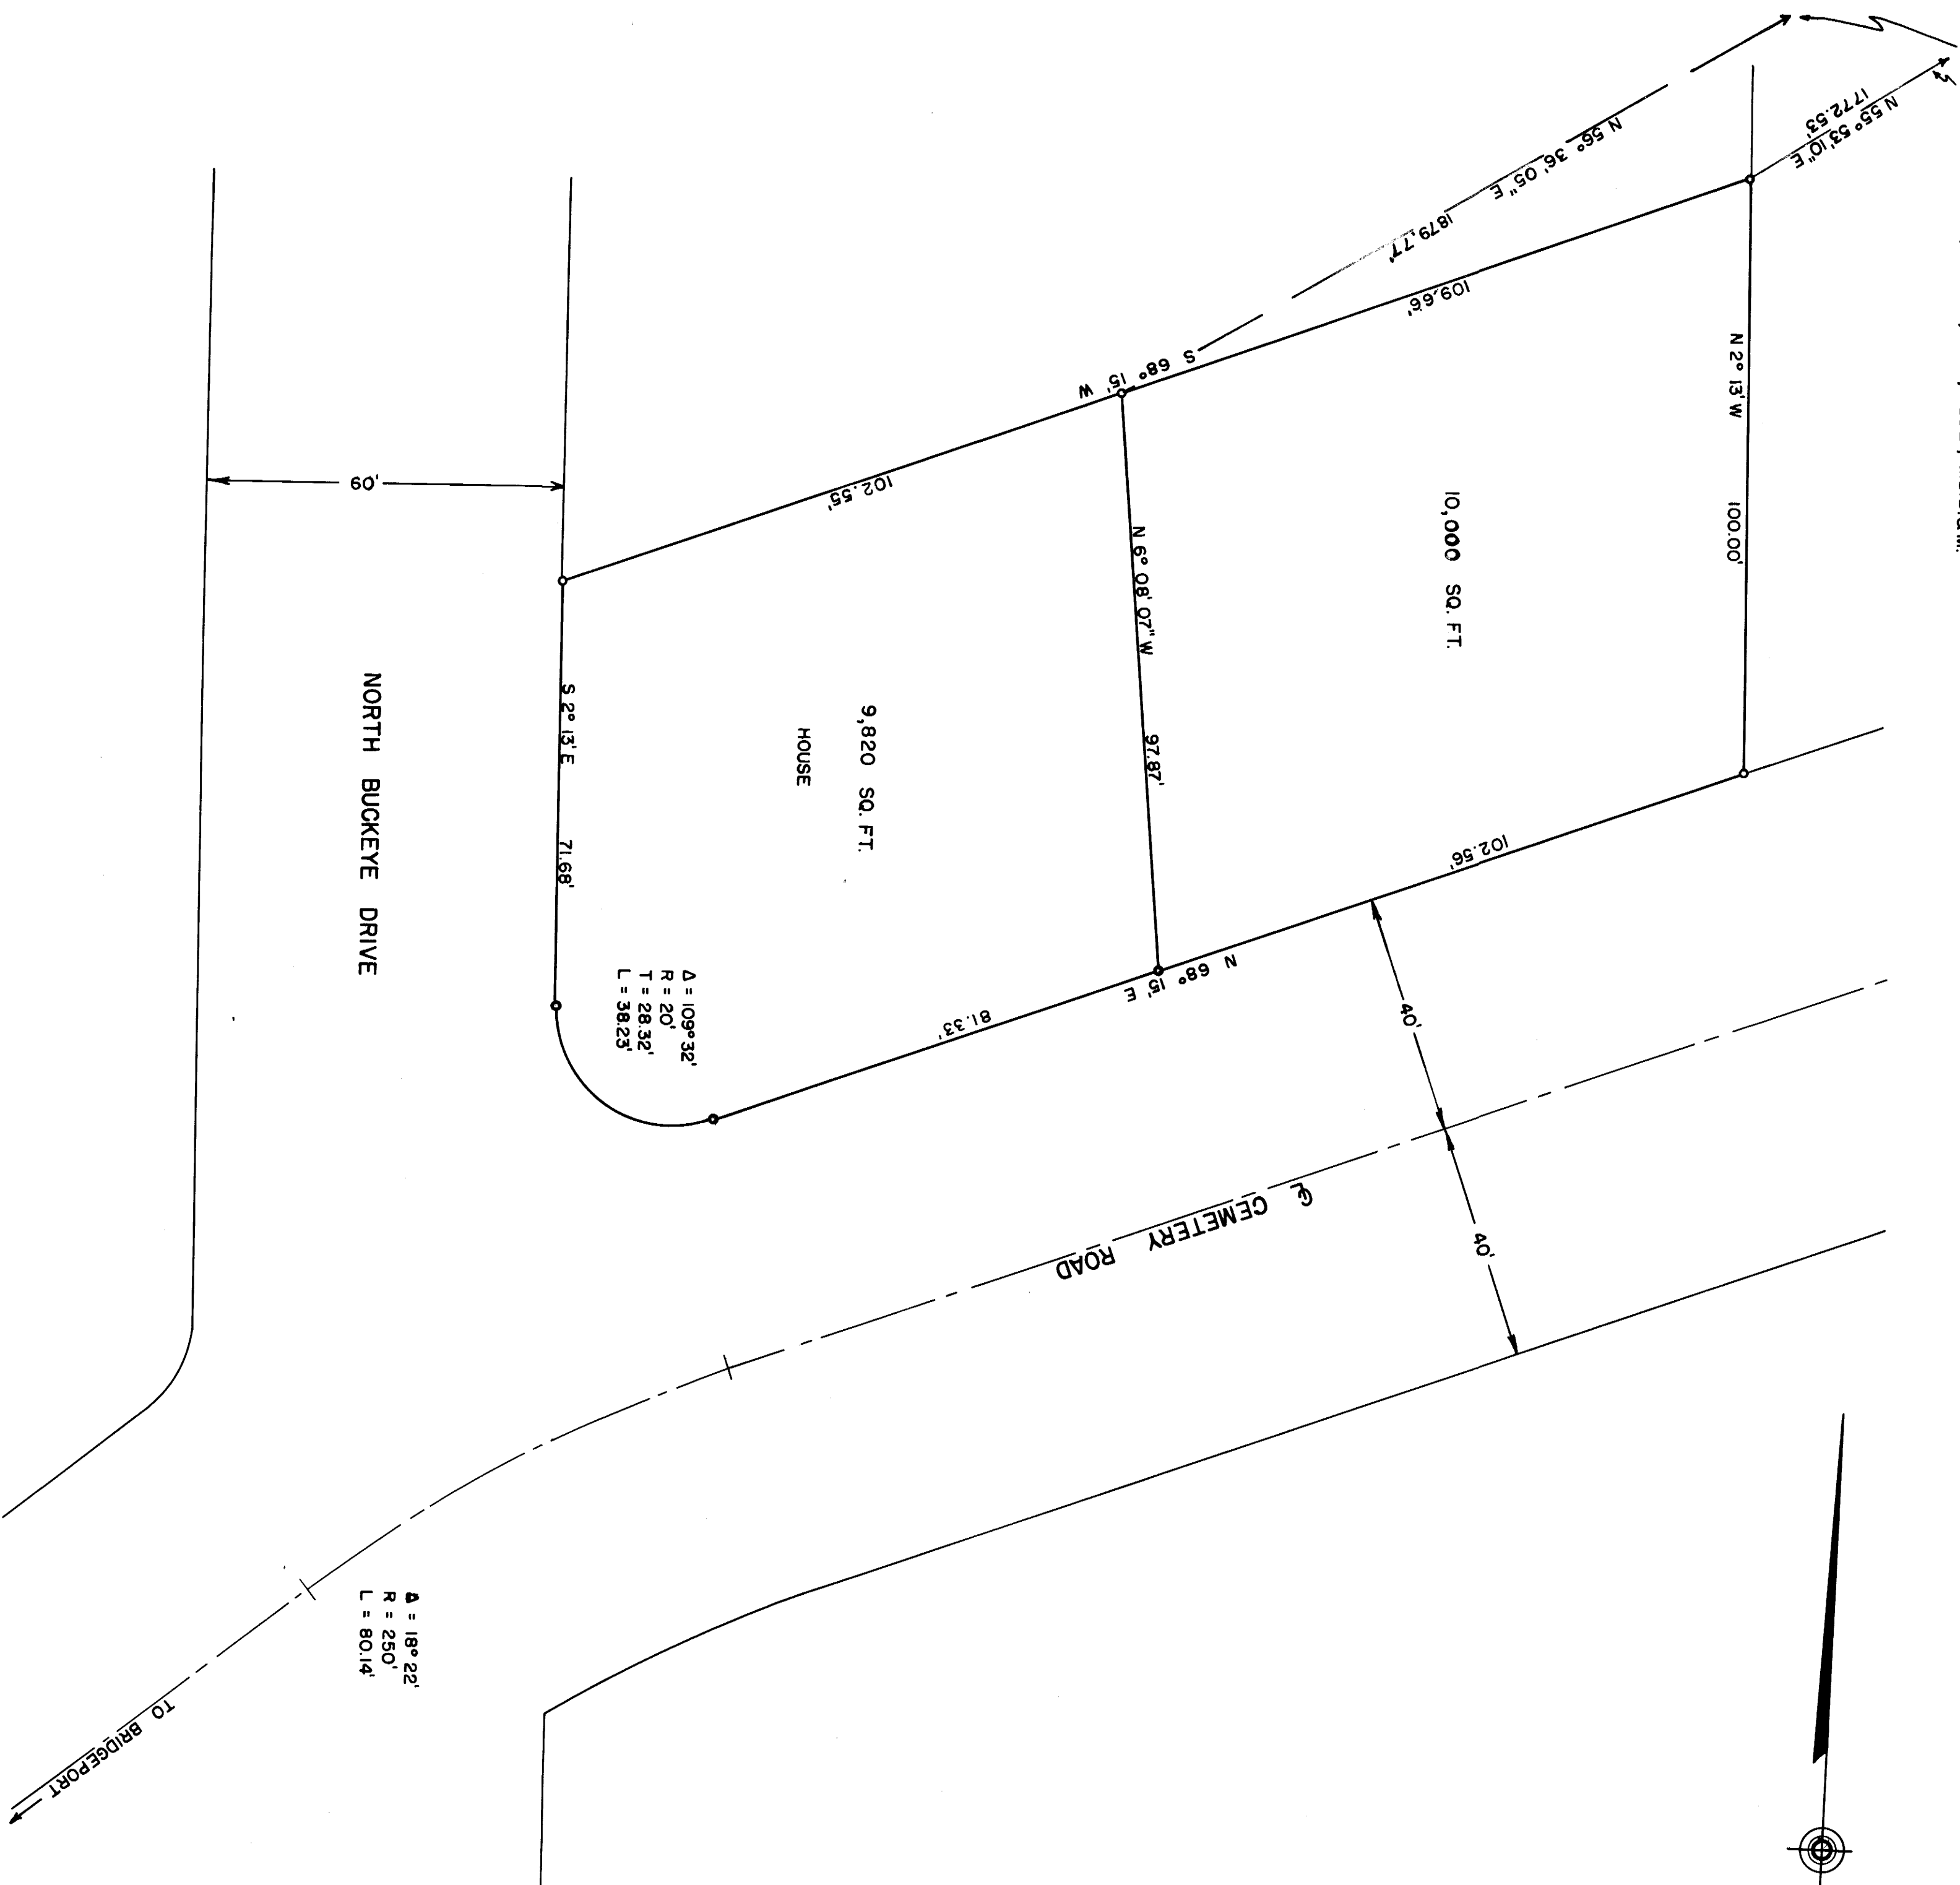 N 55° 53' 10" E
1772.53'
N 56° 36' 05" E
1879.77'
109.66'
S 68° 15' W
102.55'
N 2° 13' W
100.00'
10,000 SQ. FT.
N 6° 08' 07" W
97.87'
60'
9,820 SQ. FT.
HOUSE
S 2° 13' E
71.68'
NORTH BUCKEYE DRIVE
Δ = 109° 32'
R = 20'
T = 28.32'
L = 38.23'
102.56'
N 68° 15' E
81.33'
40'
40'
℄ CEMETERY ROAD
Δ = 18° 22'
R = 250'
L = 80.14'
TO BRIDGEPORT